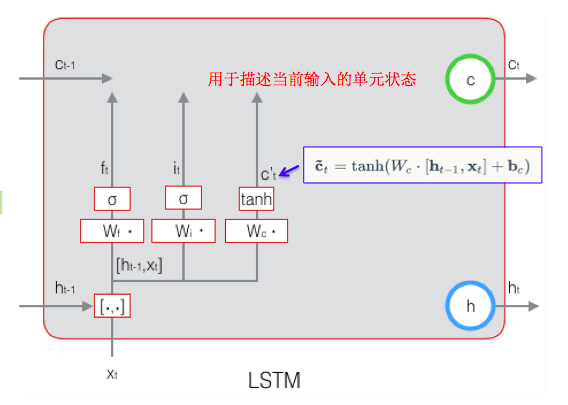 Ct-1
用于描述当前输入的单元状态
c
Ct
ft
it
c't
c̃t = tanh(Wc · [ht−1, xt] + bc)
σ
σ
tanh
Wf ·
Wi ·
Wc ·
[ht-1,xt]
ht-1
[.,.]
h
ht
xt
LSTM